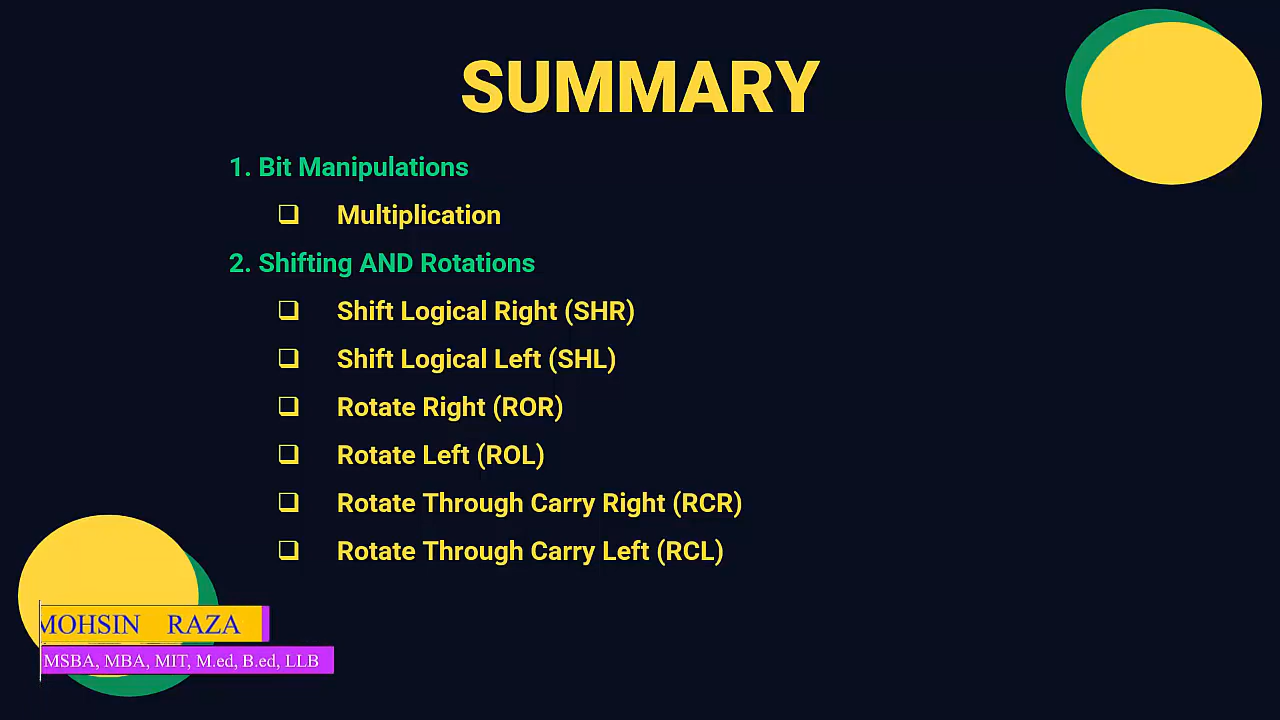 SUMMARY
1. Bit Manipulations
❑ Multiplication
2. Shifting AND Rotations
❑ Shift Logical Right (SHR)
❑ Shift Logical Left (SHL)
❑ Rotate Right (ROR)
❑ Rotate Left (ROL)
❑ Rotate Through Carry Right (RCR)
❑ Rotate Through Carry Left (RCL)
MOHSIN RAZA
MSBA, MBA, MIT, M.ed, B.ed, LLB